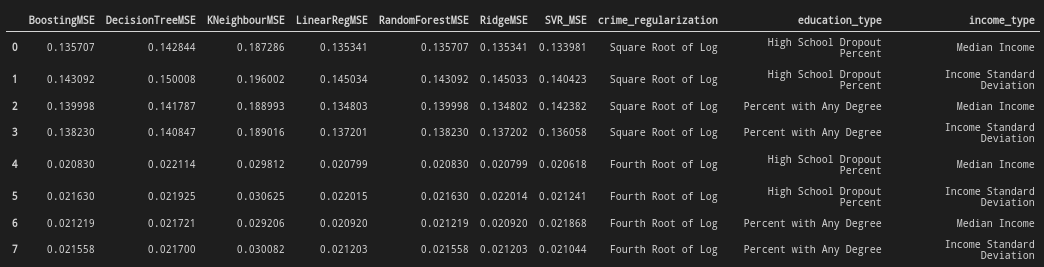 BoostingMSE DecisionTreeMSE KNeighbourMSE LinearRegMSE RandomForestMSE RidgeMSE SVR_MSE crime_regularization education_type income_type
0 0.135707 0.142844 0.187286 0.135341 0.135707 0.135341 0.133981 Square Root of Log High School Dropout Percent Median Income
1 0.143092 0.150008 0.196002 0.145034 0.143092 0.145033 0.140423 Square Root of Log High School Dropout Percent Income Standard Deviation
2 0.139998 0.141787 0.188993 0.134803 0.139998 0.134802 0.142382 Square Root of Log Percent with Any Degree Median Income
3 0.138230 0.140847 0.189016 0.137201 0.138230 0.137202 0.136058 Square Root of Log Percent with Any Degree Income Standard Deviation
4 0.020830 0.022114 0.029812 0.020799 0.020830 0.020799 0.020618 Fourth Root of Log High School Dropout Percent Median Income
5 0.021630 0.021925 0.030625 0.022015 0.021630 0.022014 0.021241 Fourth Root of Log High School Dropout Percent Income Standard Deviation
6 0.021219 0.021721 0.029206 0.020920 0.021219 0.020920 0.021868 Fourth Root of Log Percent with Any Degree Median Income
7 0.021558 0.021700 0.030082 0.021203 0.021558 0.021203 0.021044 Fourth Root of Log Percent with Any Degree Income Standard Deviation